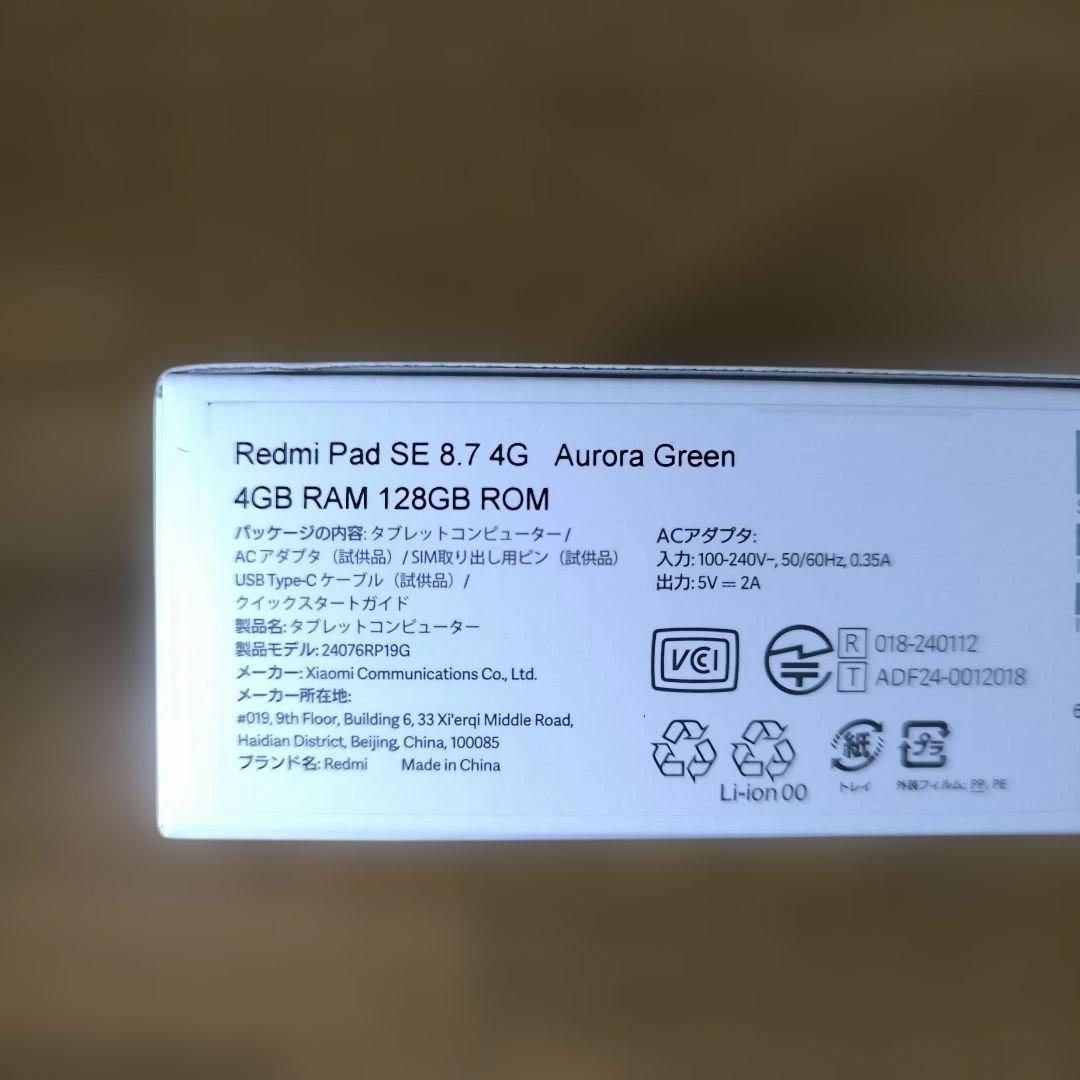 Redmi Pad SE 8.7 4G Aurora Green
4GB RAM 128GB ROM
パッケージの内容: タブレットコンピューター /
ACアダプタ（試供品）/ SIM取り出し用ピン（試供品）
USB Type-C ケーブル（試供品）/
クイックスタートガイド
製品名: タブレットコンピューター
製品モデル: 24076RP19G
メーカー: Xiaomi Communications Co., Ltd.
メーカー所在地:
#019, 9th Floor, Building 6, 33 Xi'erqi Middle Road,
Haidian District, Beijing, China, 100085
ブランド名: Redmi Made in China
ACアダプタ:
入力: 100-240V~, 50/60Hz, 0.35A
出力: 5V ⎓ 2A
VCCI
R 018-240112
T ADF24-0012018
Li-ion 00
紙
トレイ
プラ
外装フィルム: PP, PE